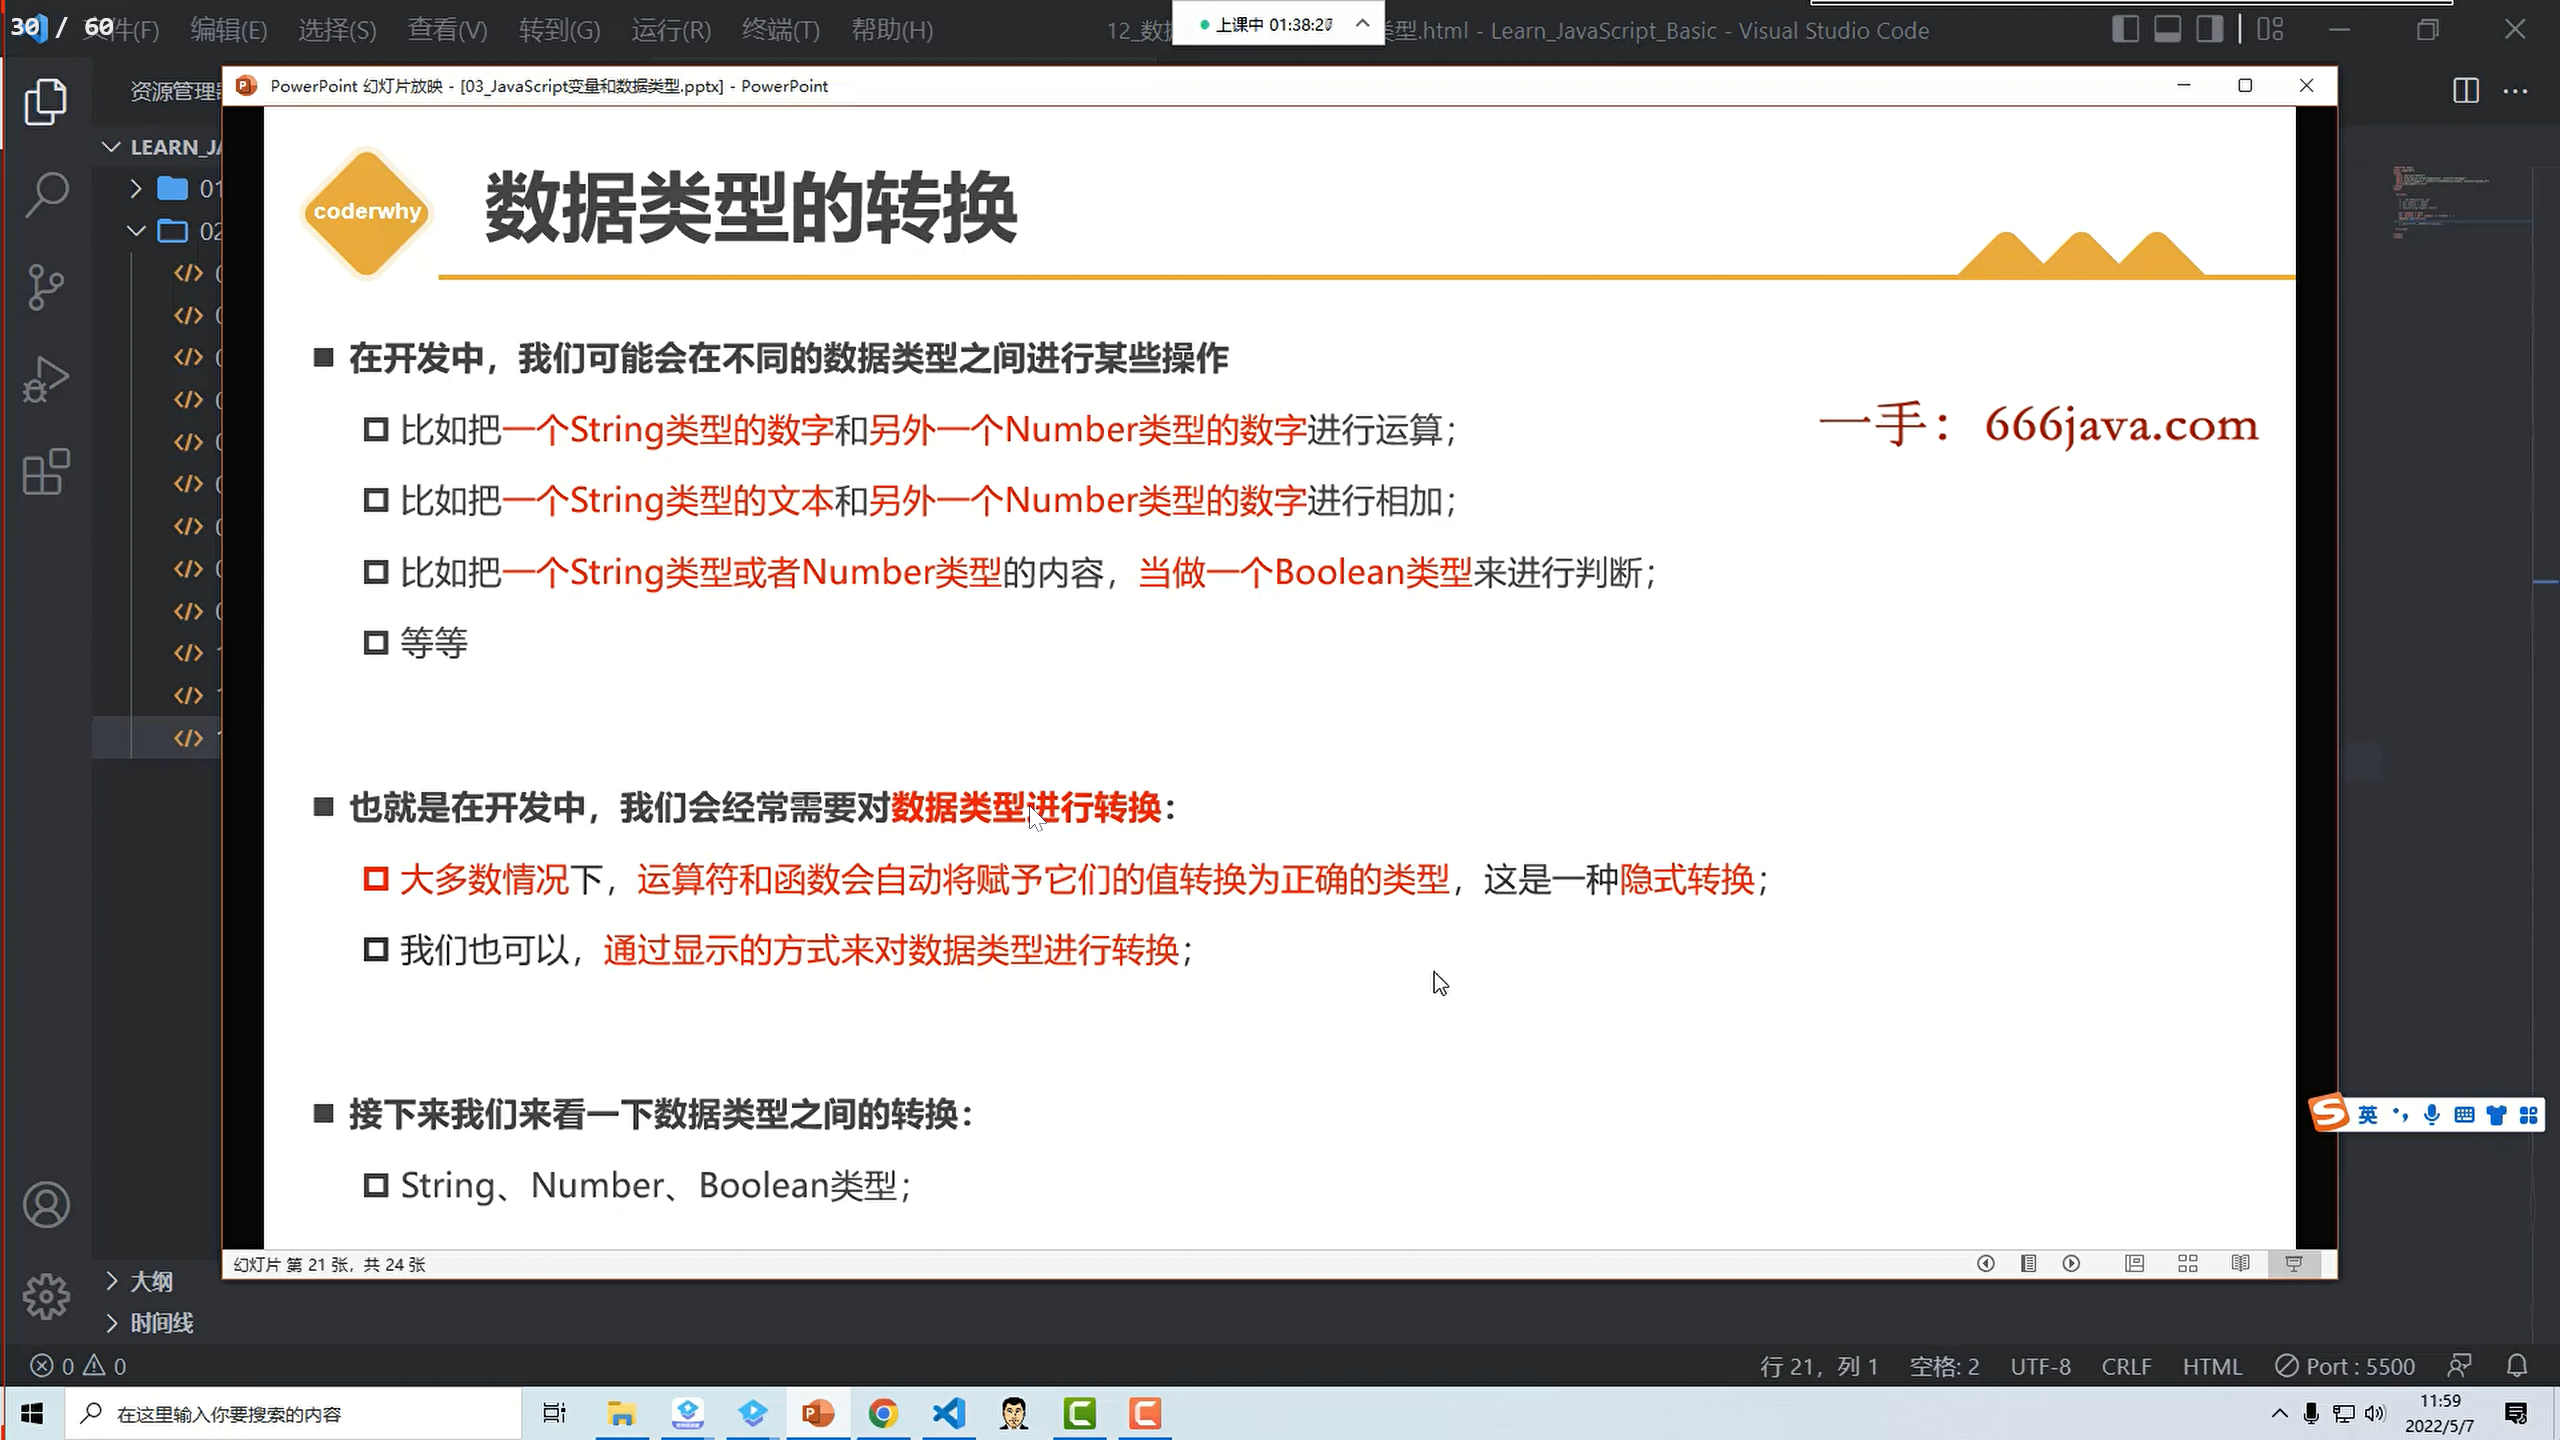 30 / 60
件(F) 编辑(E) 选择(S) 查看(V) 转到(G) 运行(R) 终端(T) 帮助(H)
上课中 01:38:27
型.html - Learn_JavaScript_Basic - Visual Studio Code
资源管理
PowerPoint 幻灯片放映 - [03_JavaScript变量和数据类型.pptx] - PowerPoint
LEARN_JA
01
02
coderwhy
数据类型的转换
在开发中，我们可能会在不同的数据类型之间进行某些操作
比如把一个String类型的数字和另外一个Number类型的数字进行运算；
一手：666java.com
比如把一个String类型的文本和另外一个Number类型的数字进行相加；
比如把一个String类型或者Number类型的内容，当做一个Boolean类型来进行判断；
等等
也就是在开发中，我们会经常需要对数据类型进行转换：
大多数情况下，运算符和函数会自动将赋予它们的值转换为正确的类型，这是一种隐式转换；
我们也可以，通过显示的方式来对数据类型进行转换；
接下来我们来看一下数据类型之间的转换：
英
String、Number、Boolean类型；
幻灯片 第 21 张，共 24 张
大纲
时间线
0 0
行 21，列 1 空格: 2 UTF-8 CRLF HTML Port : 5500
在这里输入你要搜索的内容
11:59
2022/5/7